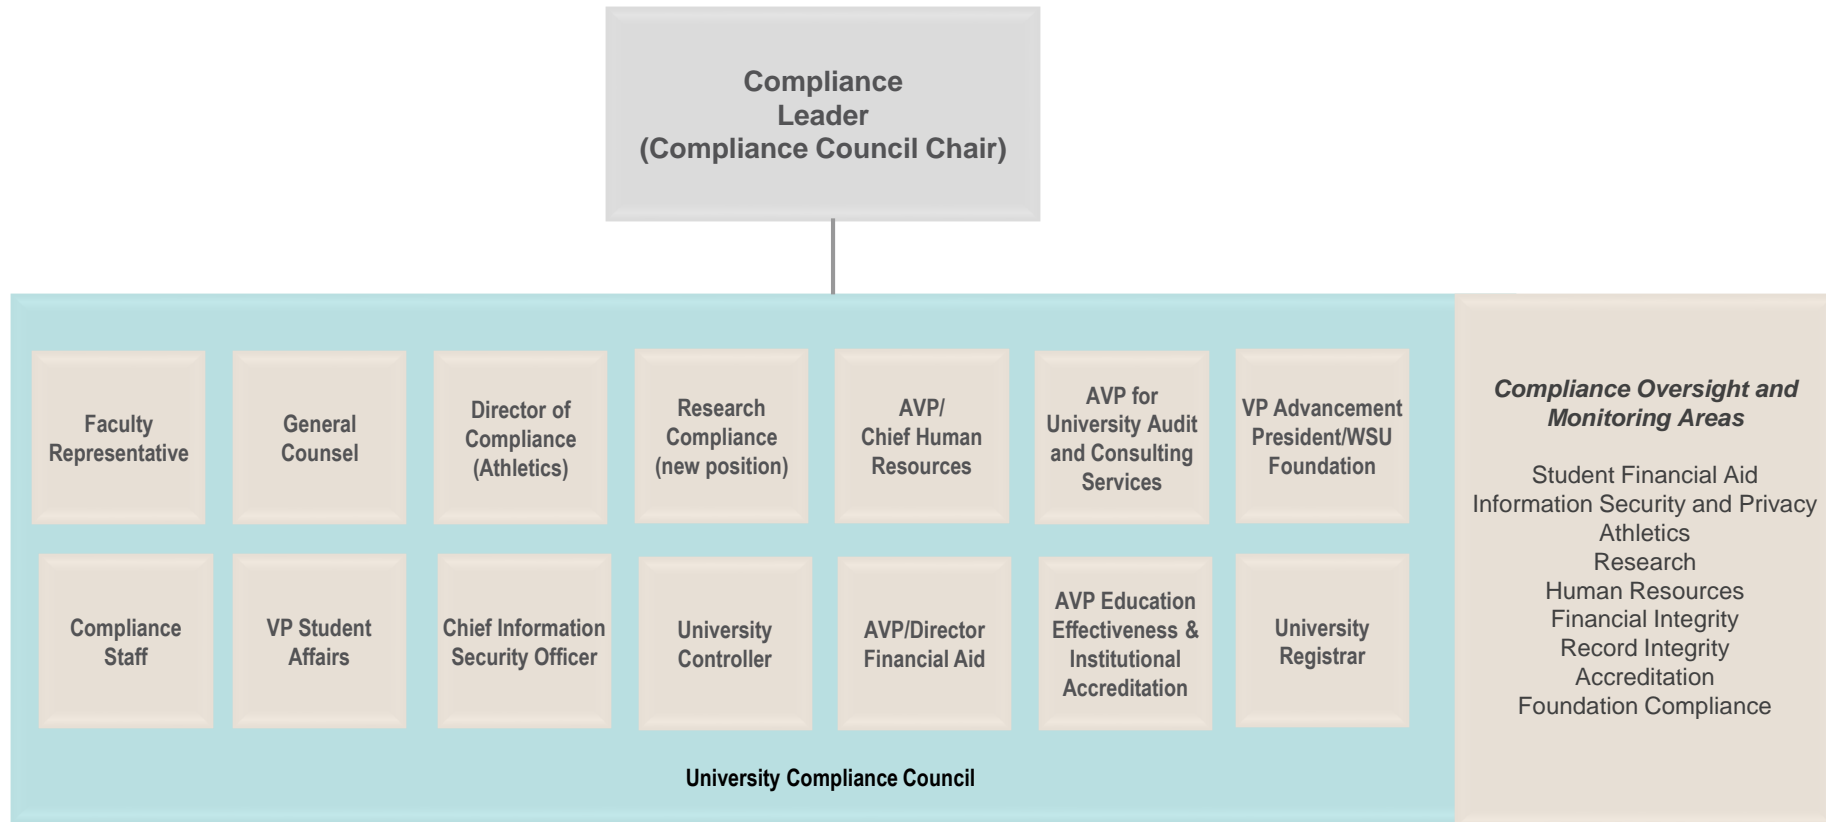 Compliance
Leader
(Compliance Council Chair)
Faculty
Representative
General
Counsel
Director of
Compliance
(Athletics)
Research
Compliance
(new position)
AVP/
Chief Human
Resources
AVP for
University Audit
and Consulting
Services
VP Advancement
President/WSU
Foundation
Compliance
Staff
VP Student
Affairs
Chief Information
Security Officer
University
Controller
AVP/Director
Financial Aid
AVP Education
Effectiveness &
Institutional
Accreditation
University
Registrar
University Compliance Council
Compliance Oversight and
Monitoring Areas
Student Financial Aid
Information Security and Privacy
Athletics
Research
Human Resources
Financial Integrity
Record Integrity
Accreditation
Foundation Compliance